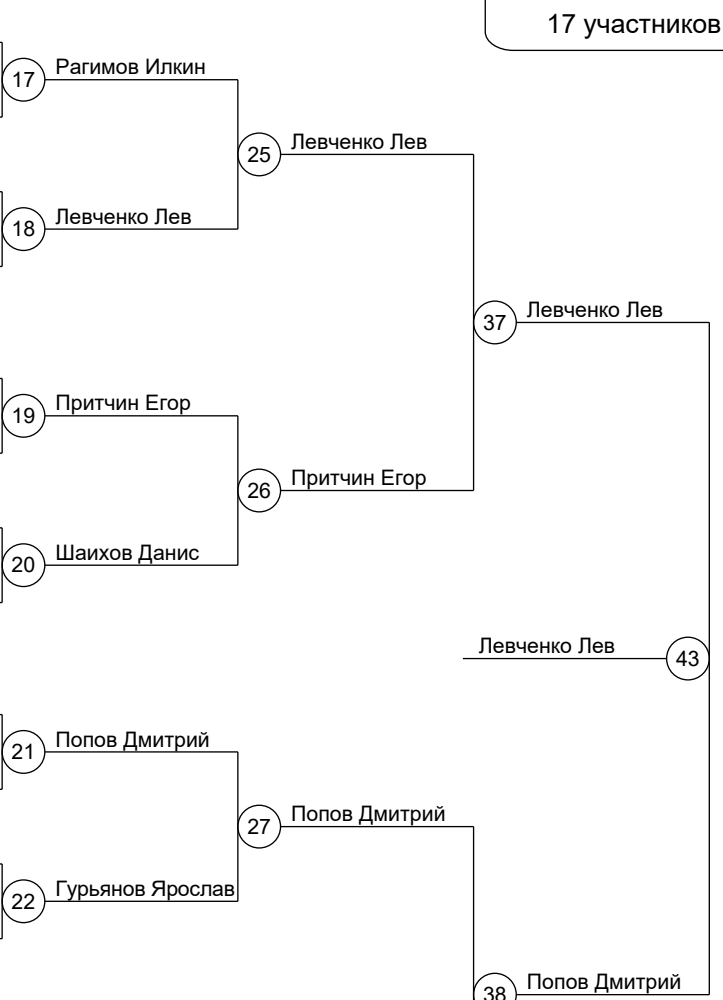 17 участников
17 Рагимов Илкин
25 Левченко Лев
18 Левченко Лев
37 Левченко Лев
19 Притчин Егор
26 Притчин Егор
20 Шаихов Данис
Левченко Лев 43
21 Попов Дмитрий
27 Попов Дмитрий
22 Гурьянов Ярослав
38 Попов Дмитрий